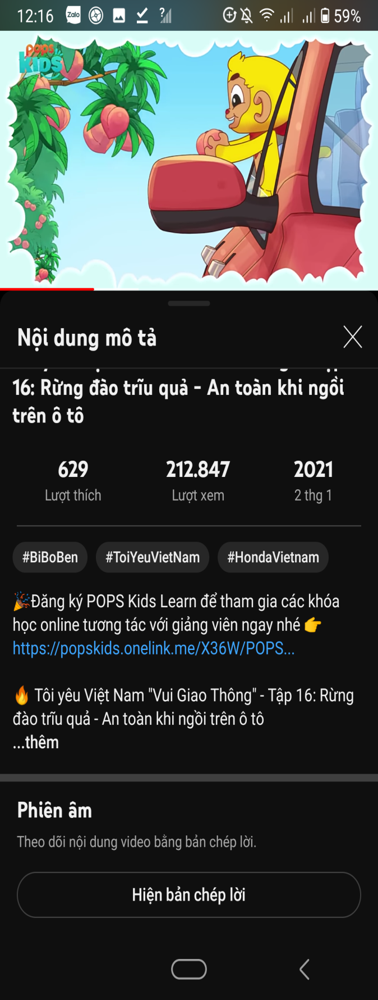 12:16
Zalo
?
59%
POPS
KIDS
Nội dung mô tả
16: Rừng đào trĩu quả - An toàn khi ngồi
trên ô tô
629 212.847 2021
Lượt thích Lượt xem 2 thg 1
#BiBoBen #ToiYeuVietNam #HondaVietnam
🎉Đăng ký POPS Kids Learn để tham gia các khóa
học online tương tác với giảng viên ngay nhé 👉
https://popskids.onelink.me/X36W/POPS...
🔥 Tôi yêu Việt Nam "Vui Giao Thông" - Tập 16: Rừng
đào trĩu quả - An toàn khi ngồi trên ô tô
...thêm
Phiên âm
Theo dõi nội dung video bằng bản chép lời.
Hiện bản chép lời